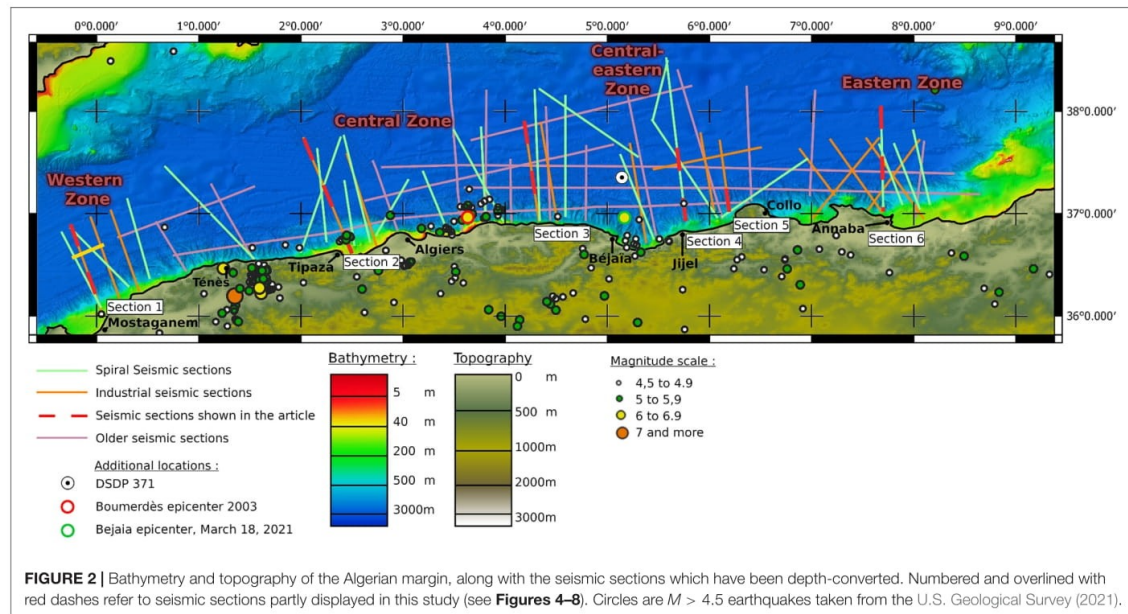 0°0.000' 1°0.000' 2°0.000' 3°0.000' 4°0.000' 5°0.000' 6°0.000' 7°0.000' 8°0.000' 9°0.000'
Central-
eastern
Zone
Eastern Zone
38°0.000'
Central Zone
Western
Zone
37°0.000'
Collo
Annaba
Section 5
Section 3
Section 4
Section 6
Algiers
Béjaïa
Jijel
Tipaza
Section 2
Ténès
Section 1
Mostaganem
36°0.000'
Spiral Seismic sections
Industrial seismic sections
Seismic sections shown in the article
Older seismic sections
Additional locations :
DSDP 371
Boumerdès epicenter 2003
Bejaia epicenter, March 18, 2021
Bathymetry :
5 m
40 m
200 m
500 m
3000m
Topography
0 m
500 m
1000m
2000m
3000m
Magnitude scale :
4,5 to 4.9
5 to 5,9
6 to 6.9
7 and more
FIGURE 2 | Bathymetry and topography of the Algerian margin, along with the seismic sections which have been depth-converted. Numbered and overlined with
red dashes refer to seismic sections partly displayed in this study (see Figures 4–8). Circles are M > 4.5 earthquakes taken from the U.S. Geological Survey (2021).